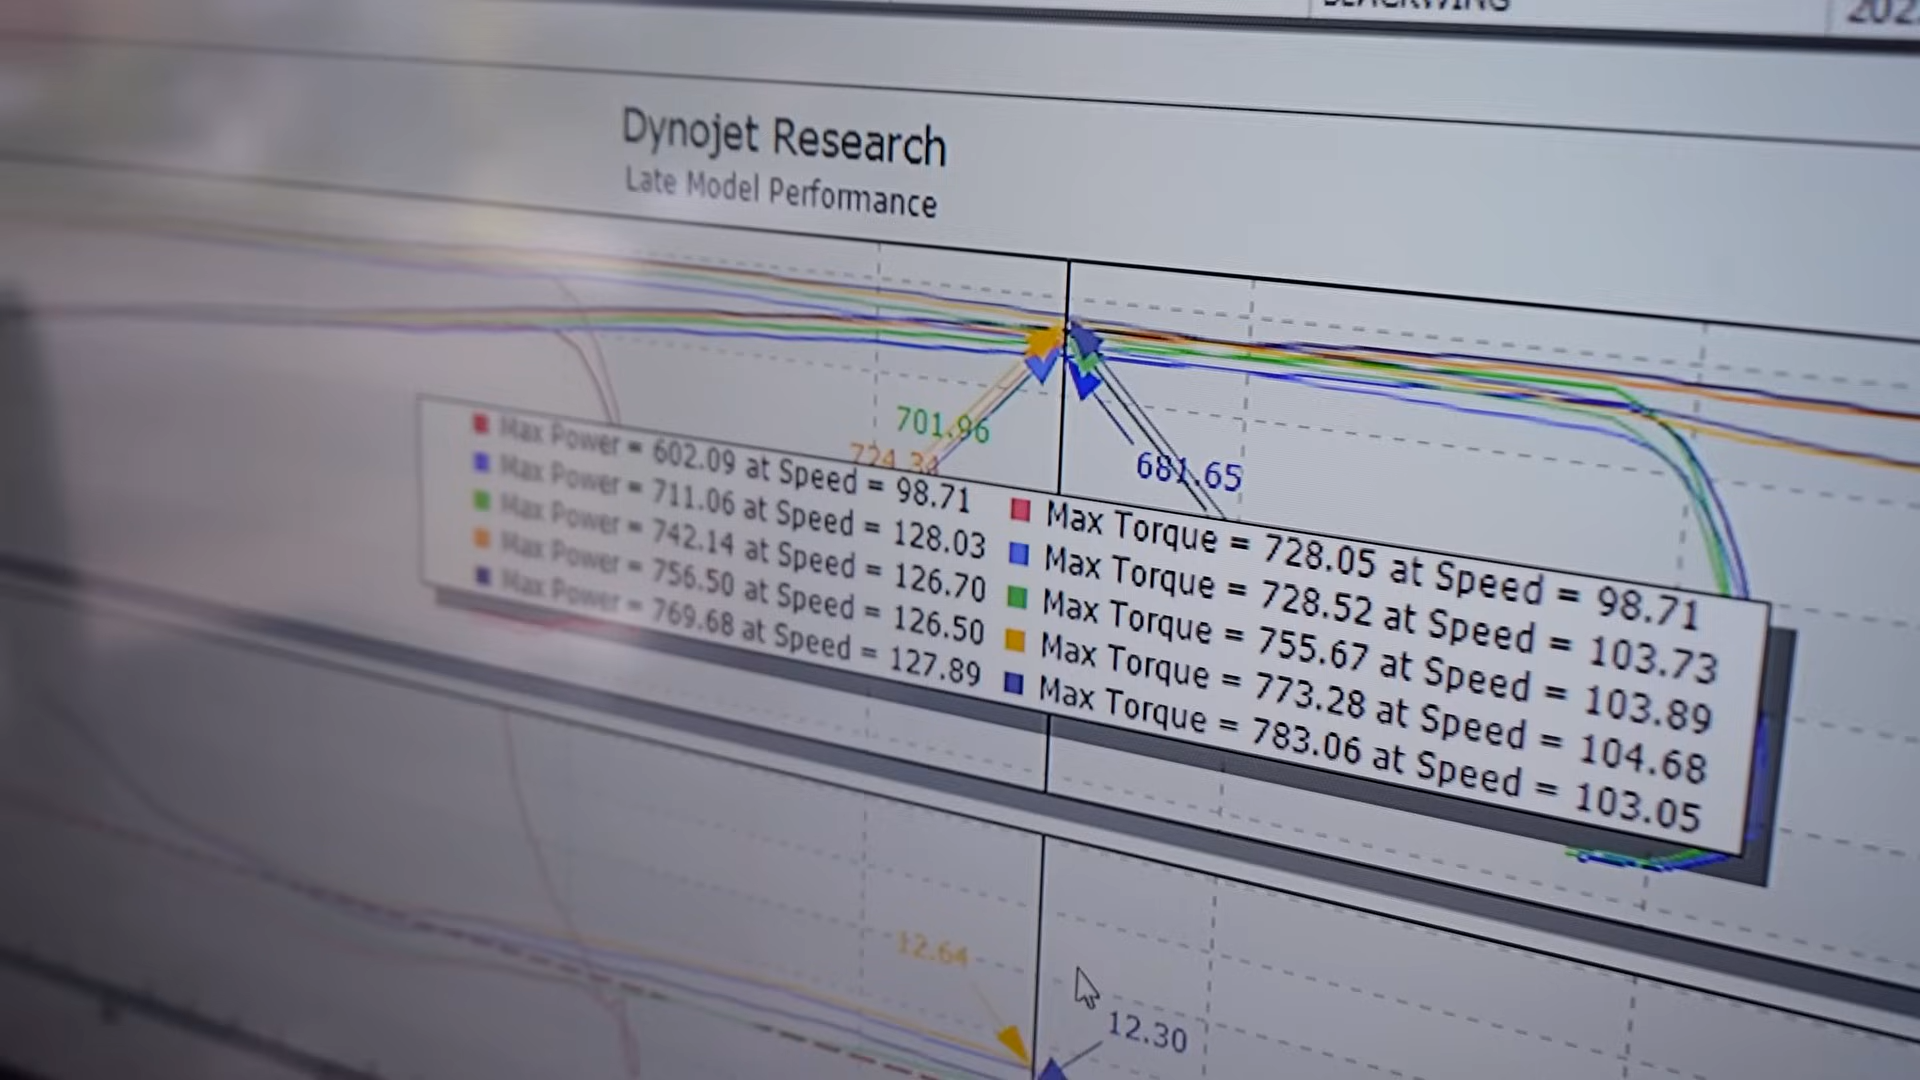 BLACKWING
202
Dynojet Research
Late Model Performance
701.96
724.34
681.65
Max Power = 602.09 at Speed = 98.71
Max Power = 711.06 at Speed = 128.03
Max Power = 742.14 at Speed = 126.70
Max Power = 756.50 at Speed = 126.50
Max Power = 769.68 at Speed = 127.89
Max Torque = 728.05 at Speed = 98.71
Max Torque = 728.52 at Speed = 103.73
Max Torque = 755.67 at Speed = 103.89
Max Torque = 773.28 at Speed = 104.68
Max Torque = 783.06 at Speed = 103.05
12.64
12.30